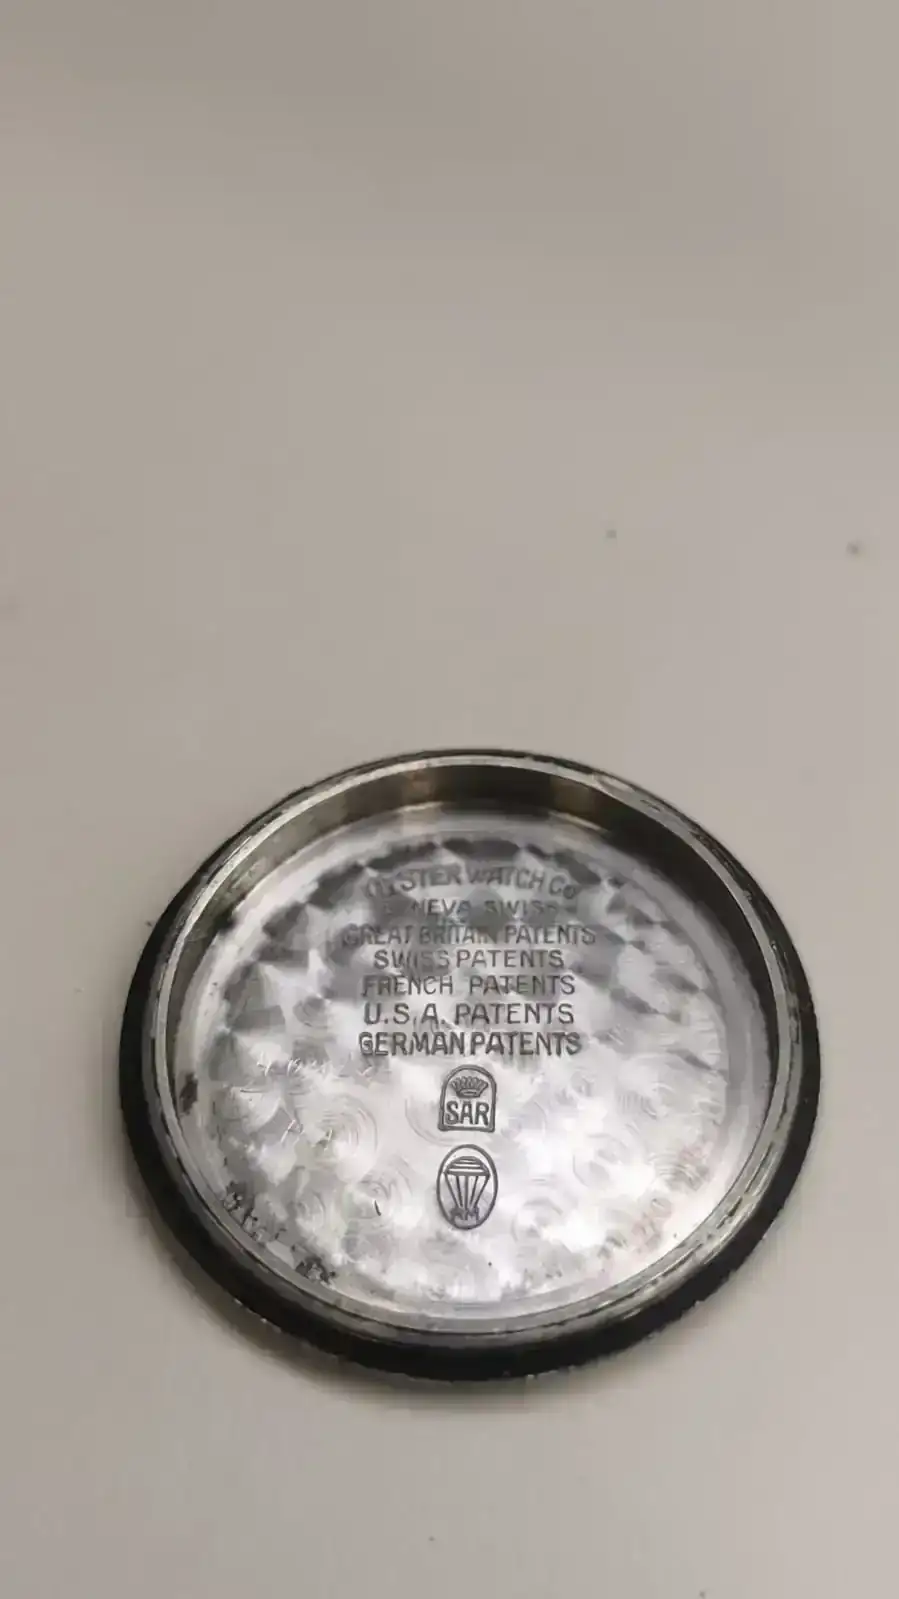 OYSTER WATCH Co
GENEVA SWISS
GREAT BRITAIN PATENTS
SWISS PATENTS
FRENCH PATENTS
U.S.A. PATENTS
GERMAN PATENTS
SAR